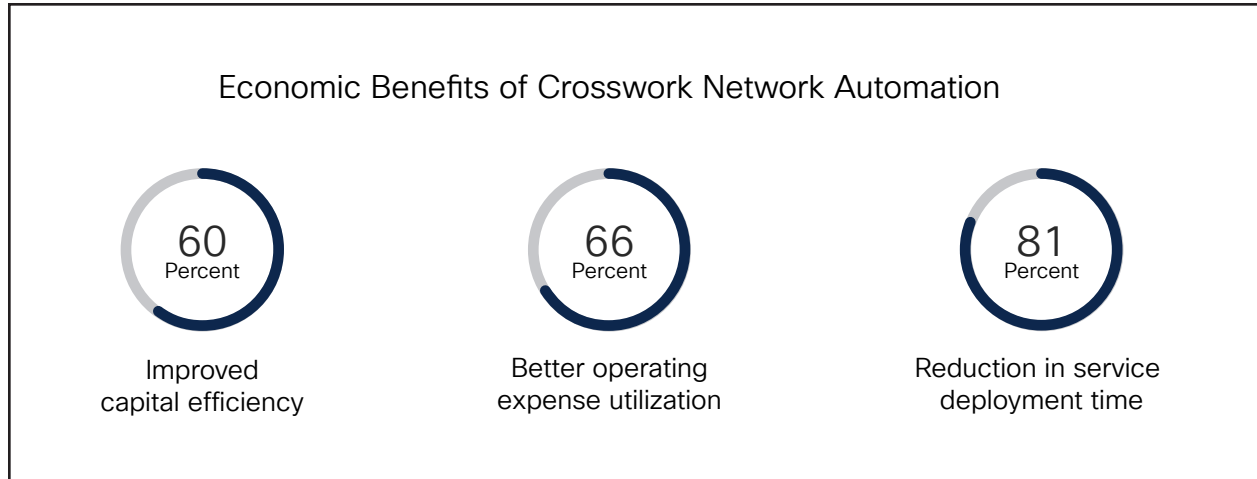 Economic Benefits of Crosswork Network Automation
60
Percent
Improved
capital efficiency
66
Percent
Better operating
expense utilization
81
Percent
Reduction in service
deployment time